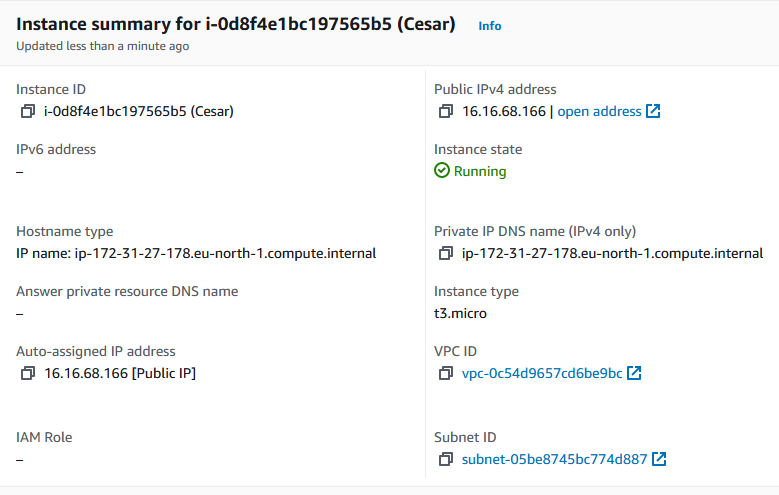 Instance summary for i-0d8f4e1bc197565b5 (Cesar) Info
Updated less than a minute ago
Instance ID
i-0d8f4e1bc197565b5 (Cesar)
Public IPv4 address
16.16.68.166 | open address
IPv6 address
–
Instance state
Running
Hostname type
IP name: ip-172-31-27-178.eu-north-1.compute.internal
Private IP DNS name (IPv4 only)
ip-172-31-27-178.eu-north-1.compute.internal
Answer private resource DNS name
–
Instance type
t3.micro
Auto-assigned IP address
16.16.68.166 [Public IP]
VPC ID
vpc-0c54d9657cd6be9bc
IAM Role
–
Subnet ID
subnet-05be8745bc774d887